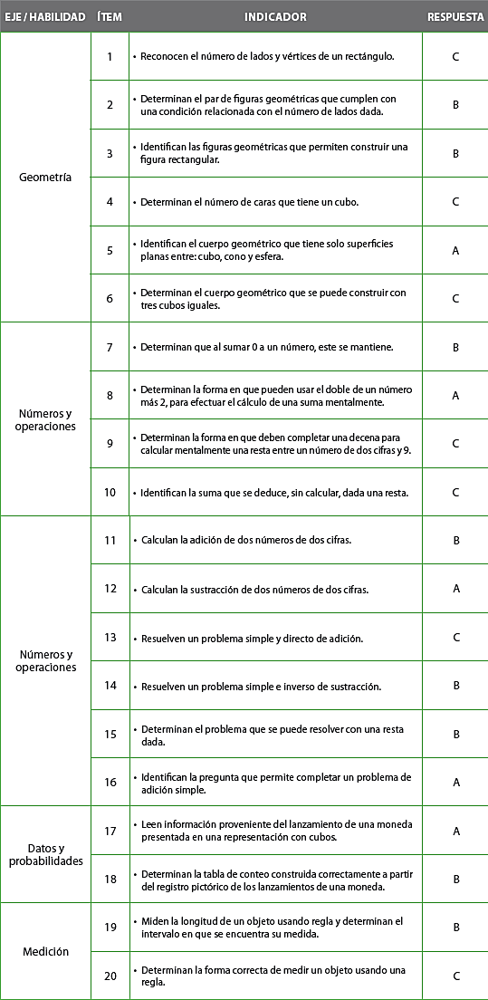 EJE / HABILIDAD ÍTEM INDICADOR RESPUESTA
Geometría
1 • Reconocen el número de lados y vértices de un rectángulo. C
2 • Determinan el par de figuras geométricas que cumplen con
una condición relacionada con el número de lados dada. B
3 • Identifican las figuras geométricas que permiten construir una
figura rectangular. B
4 • Determinan el número de caras que tiene un cubo. C
5 • Identifican el cuerpo geométrico que tiene solo superficies
planas entre: cubo, cono y esfera. A
6 • Determinan el cuerpo geométrico que se puede construir con
tres cubos iguales. C
Números y
operaciones
7 • Determinan que al sumar 0 a un número, este se mantiene. B
8 • Determinan la forma en que pueden usar el doble de un número
más 2, para efectuar el cálculo de una suma mentalmente. A
9 • Determinan la forma en que deben completar una decena para
calcular mentalmente una resta entre un número de dos cifras y 9. C
10 • Identifican la suma que se deduce, sin calcular, dada una resta. C
Números y
operaciones
11 • Calculan la adición de dos números de dos cifras. B
12 • Calculan la sustracción de dos números de dos cifras. A
13 • Resuelven un problema simple y directo de adición. C
14 • Resuelven un problema simple e inverso de sustracción. B
15 • Determinan el problema que se puede resolver con una resta
dada. B
16 • Identifican la pregunta que permite completar un problema de
adición simple. A
Datos y
probabilidades
17 • Leen información proveniente del lanzamiento de una moneda
presentada en una representación con cubos. A
18 • Determinan la tabla de conteo construida correctamente a partir
del registro pictórico de los lanzamientos de una moneda. B
Medición
19 • Miden la longitud de un objeto usando regla y determinan el
intervalo en que se encuentra su medida. B
20 • Determinan la forma correcta de medir un objeto usando una
regla. C